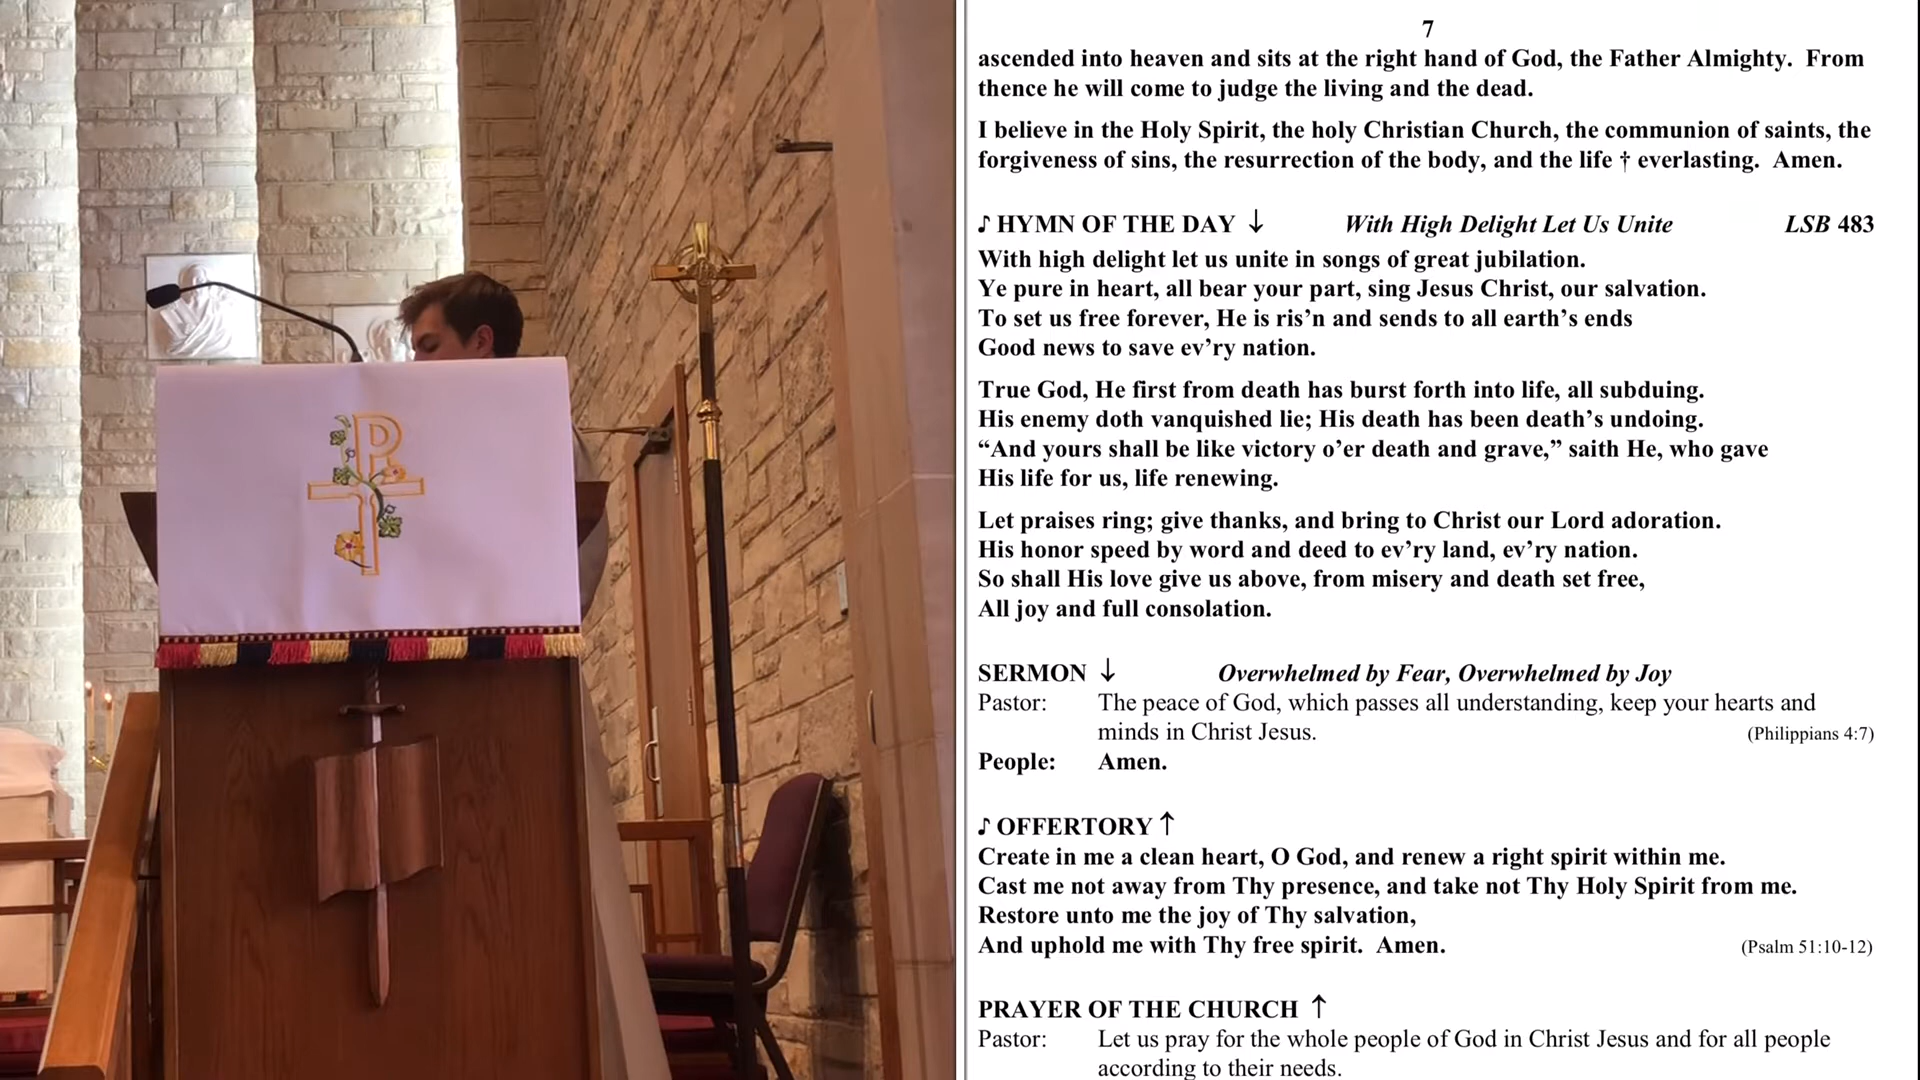 7
ascended into heaven and sits at the right hand of God, the Father Almighty.  From
thence he will come to judge the living and the dead.
I believe in the Holy Spirit, the holy Christian Church, the communion of saints, the
forgiveness of sins, the resurrection of the body, and the life † everlasting.  Amen.
♪ HYMN OF THE DAY ↓ With High Delight Let Us Unite LSB 483
With high delight let us unite in songs of great jubilation.
Ye pure in heart, all bear your part, sing Jesus Christ, our salvation.
To set us free forever, He is ris’n and sends to all earth’s ends
Good news to save ev’ry nation.
True God, He first from death has burst forth into life, all subduing.
His enemy doth vanquished lie; His death has been death’s undoing.
“And yours shall be like victory o’er death and grave,” saith He, who gave
His life for us, life renewing.
Let praises ring; give thanks, and bring to Christ our Lord adoration.
His honor speed by word and deed to ev’ry land, ev’ry nation.
So shall His love give us above, from misery and death set free,
All joy and full consolation.
SERMON ↓ Overwhelmed by Fear, Overwhelmed by Joy
Pastor: The peace of God, which passes all understanding, keep your hearts and
minds in Christ Jesus. (Philippians 4:7)
People: Amen.
♪ OFFERTORY ↑
Create in me a clean heart, O God, and renew a right spirit within me.
Cast me not away from Thy presence, and take not Thy Holy Spirit from me.
Restore unto me the joy of Thy salvation,
And uphold me with Thy free spirit.  Amen. (Psalm 51:10-12)
PRAYER OF THE CHURCH ↑
Pastor: Let us pray for the whole people of God in Christ Jesus and for all people
according to their needs.